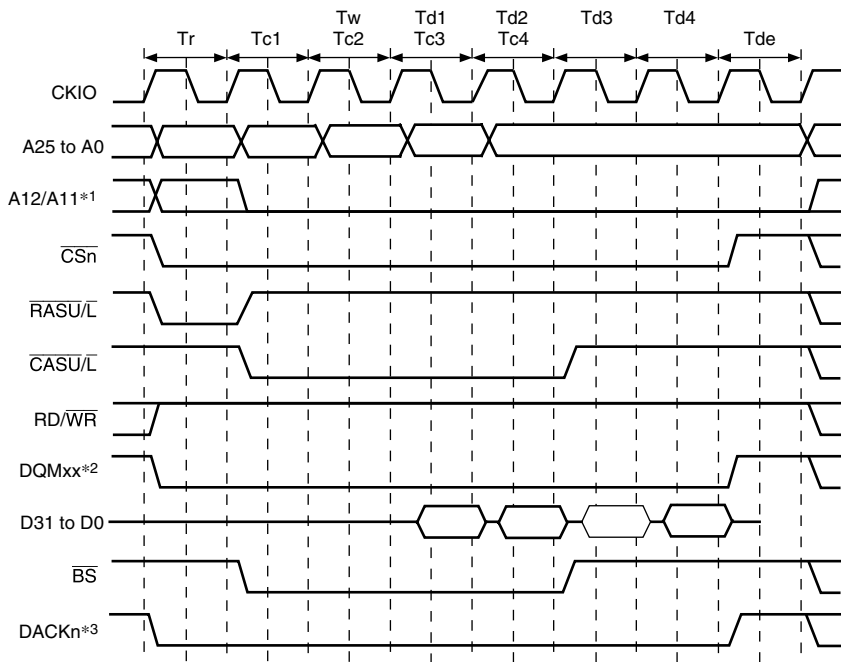 Tw Td1 Td2 Td3 Td4
Tr Tc1 Tc2 Tc3 Tc4 Tde
CKIO
A25 to A0
A12/A11*1
CSn
RASU/L
CASU/L
RD/WR
DQMxx*2
D31 to D0
BS
DACKn*3